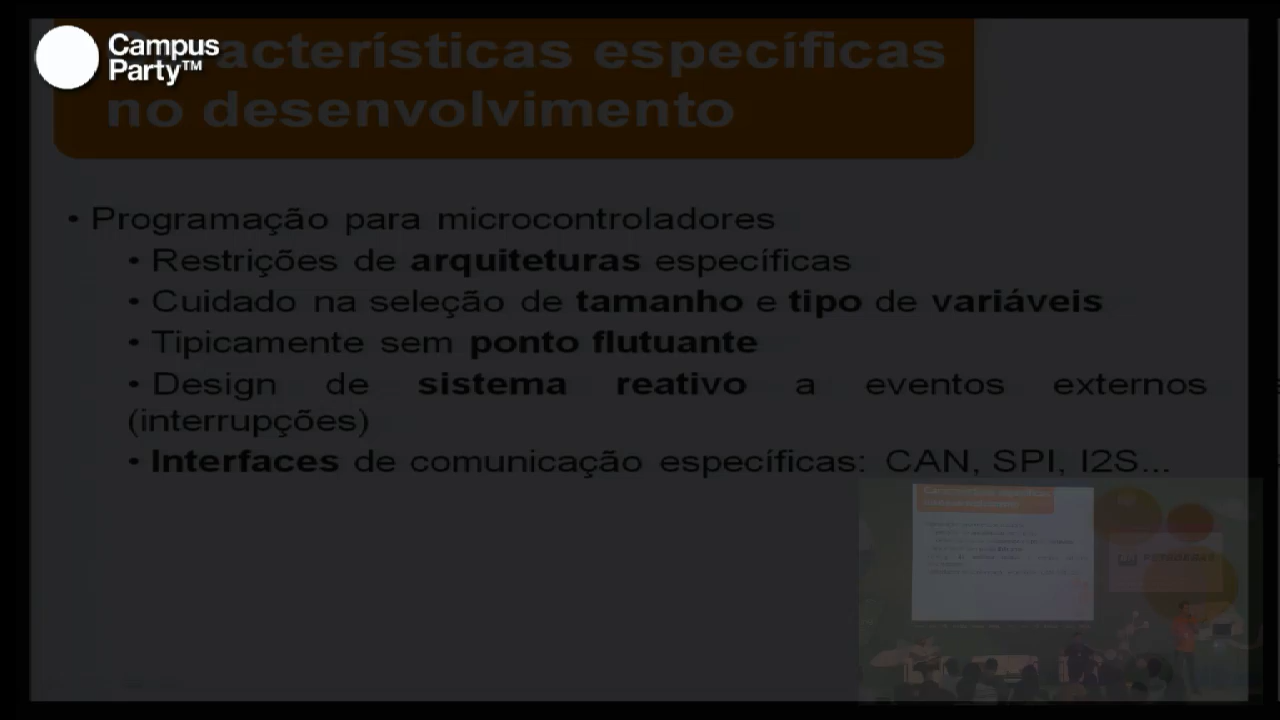 Campus
Party™
acterísticas específicas
no desenvolvimento
• Programação para microcontroladores
• Restrições de arquiteturas específicas
• Cuidado na seleção de tamanho e tipo de variáveis
• Tipicamente sem ponto flutuante
• Design de sistema reativo a eventos externos
(interrupções)
• Interfaces de comunicação específicas: CAN, SPI, I2S...